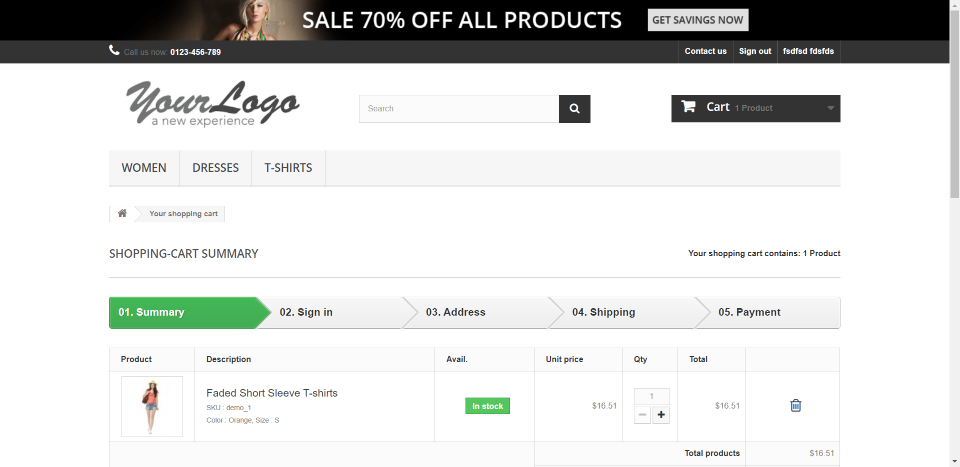 SALE 70% OFF ALL PRODUCTS GET SAVINGS NOW
Call us now: 0123-456-789 Contact us Sign out fsdfsd fdsfds
YourLogo
a new experience
Search
Cart 1 Product
WOMEN DRESSES T-SHIRTS
Your shopping cart
SHOPPING-CART SUMMARY
Your shopping cart contains: 1 Product
01. Summary 02. Sign in 03. Address 04. Shipping 05. Payment
Product Description Avail. Unit price Qty Total
Faded Short Sleeve T-shirts
SKU : demo_1
Color : Orange, Size : S
In stock
$16.51
1
$16.51
Total products $16.51